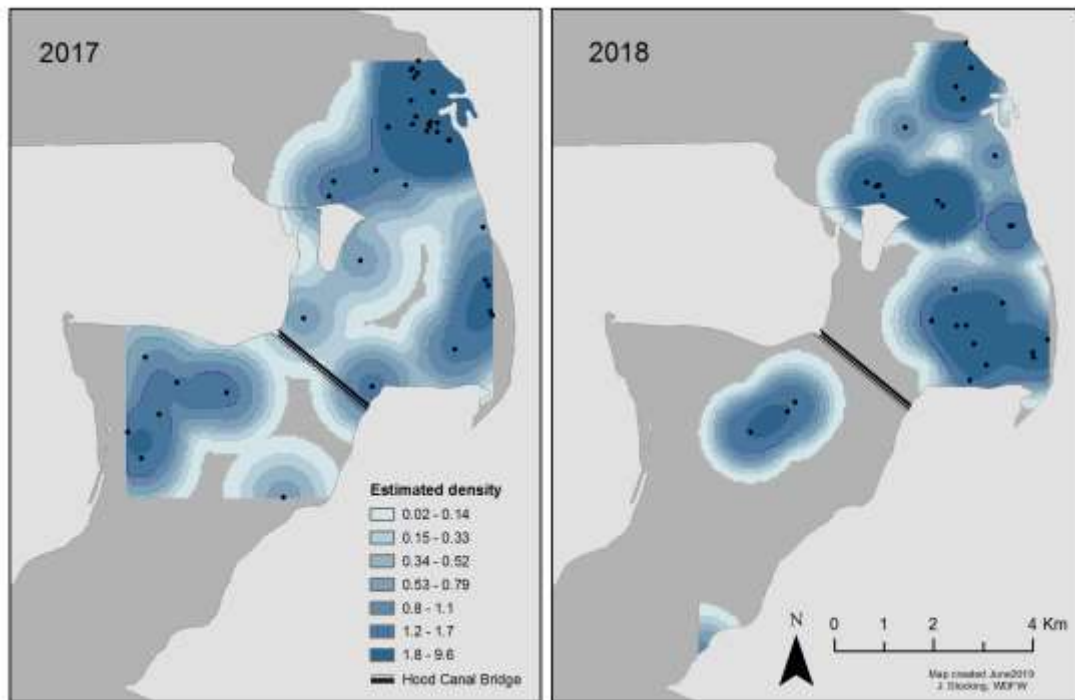 2017
2018
Estimated density
0.02 - 0.14
0.15 - 0.33
0.34 - 0.52
0.53 - 0.79
0.8 - 1.1
1.2 - 1.7
1.8 - 9.6
Hood Canal Bridge
N
0 1 2 4 Km
Map created June2019
J. Stocking, WDFW